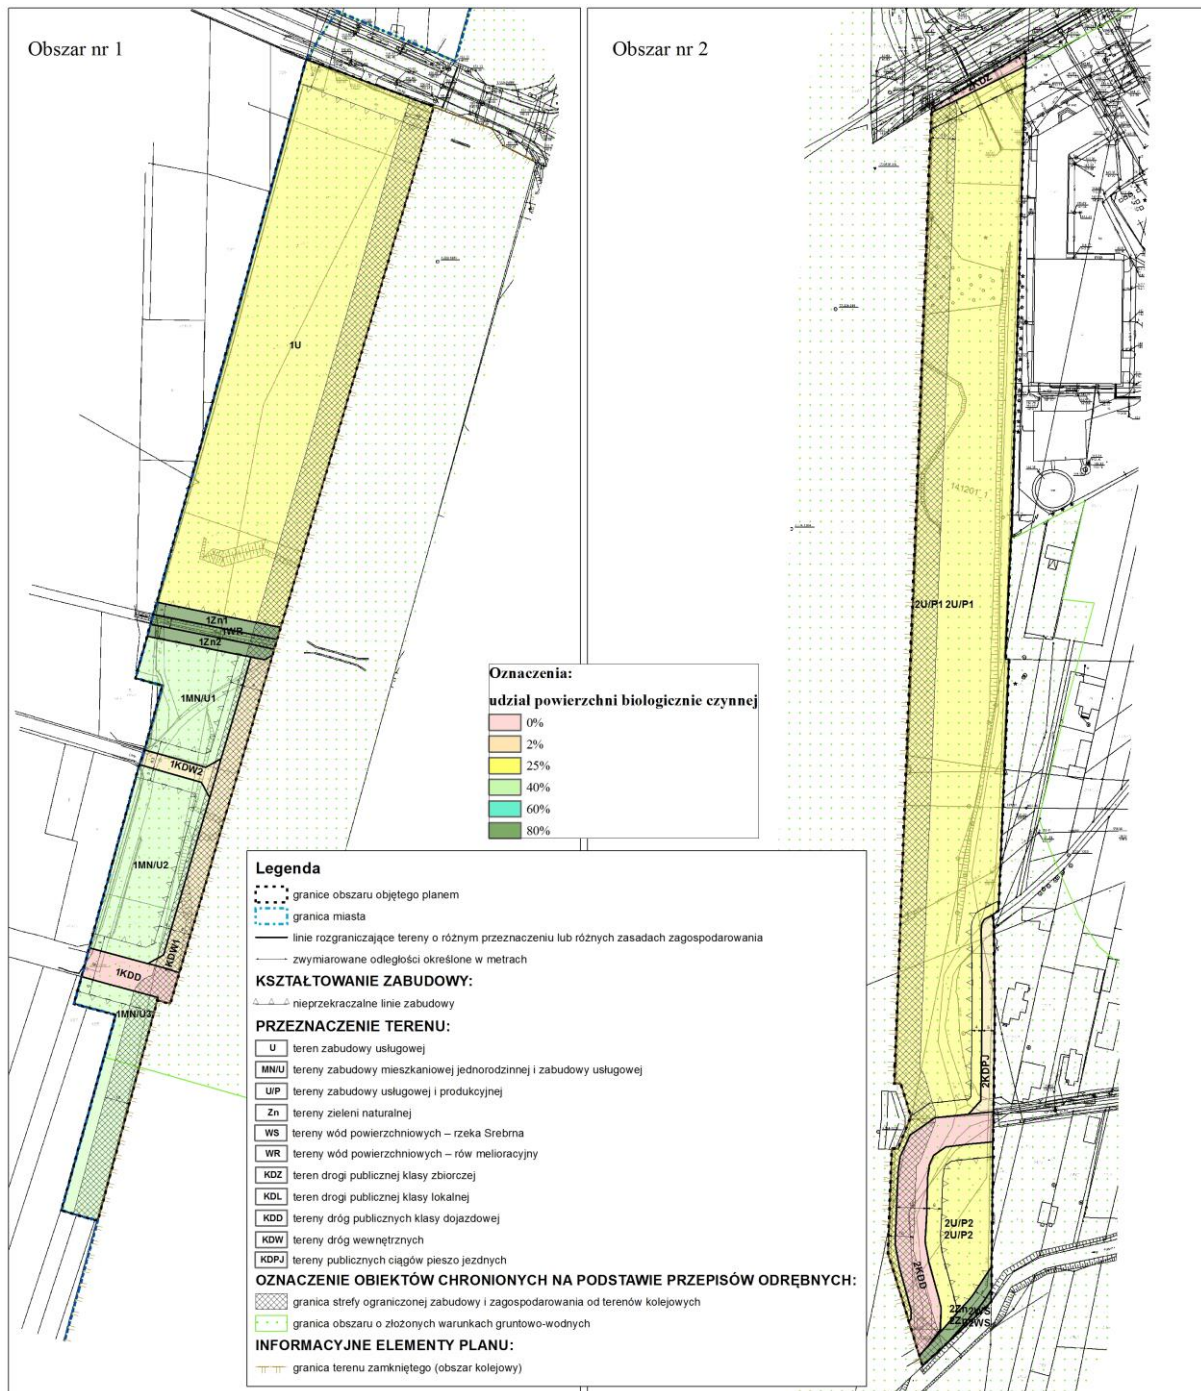 Obszar nr 1
1U
1Zn1
1WR
1Zn2
1MN/U1
1KDW2
1MN/U2
1KDW1
1KDD
1MN/U3
Obszar nr 2
141201_1
2U/P1 2U/P1
2KDPJ
2U/P2
2U/P2
2KDD
2Zn 2WS
2Zn 2WS
Oznaczenia:
udział powierzchni biologicznie czynnej
0%
2%
25%
40%
60%
80%
Legenda
granice obszaru objętego planem
granica miasta
linie rozgraniczające tereny o różnym przeznaczeniu lub różnych zasadach zagospodarowania
zwymiarowane odległości określone w metrach
KSZTAŁTOWANIE ZABUDOWY:
nieprzekraczalne linie zabudowy
PRZEZNACZENIE TERENU:
U teren zabudowy usługowej
MN/U tereny zabudowy mieszkaniowej jednorodzinnej i zabudowy usługowej
U/P tereny zabudowy usługowej i produkcyjnej
Zn tereny zieleni naturalnej
WS tereny wód powierzchniowych – rzeka Srebrna
WR tereny wód powierzchniowych – rów melioracyjny
KDZ teren drogi publicznej klasy zbiorczej
KDL teren drogi publicznej klasy lokalnej
KDD tereny dróg publicznych klasy dojazdowej
KDW tereny dróg wewnętrznych
KDPJ tereny publicznych ciągów pieszo jezdnych
OZNACZENIE OBIEKTÓW CHRONIONYCH NA PODSTAWIE PRZEPISÓW ODRĘBNYCH:
granica strefy ograniczonej zabudowy i zagospodarowania od terenów kolejowych
granica obszaru o złożonych warunkach gruntowo-wodnych
INFORMACYJNE ELEMENTY PLANU:
granica terenu zamkniętego (obszar kolejowy)